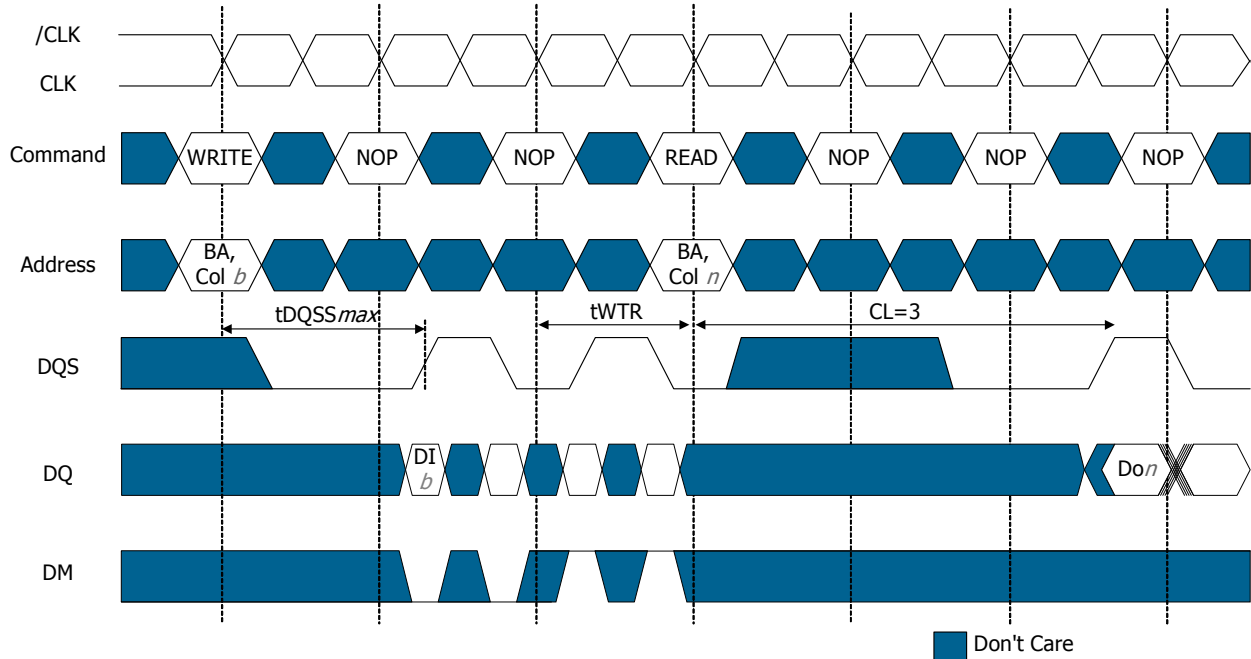 /CLK
CLK
Command
WRITE
NOP
NOP
READ
NOP
NOP
NOP
Address
BA,
Col b
BA,
Col n
tDQSSmax
tWTR
CL=3
DQS
DQ
DI
b
Don
DM
Don't Care